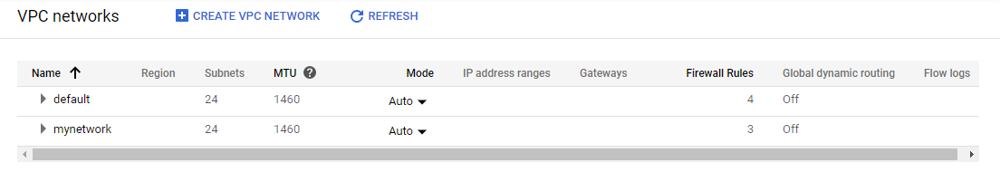 VPC networks CREATE VPC NETWORK REFRESH
Name Region Subnets MTU ? Mode IP address ranges Gateways Firewall Rules Global dynamic routing Flow logs
default 24 1460 Auto 4 Off
mynetwork 24 1460 Auto 3 Off